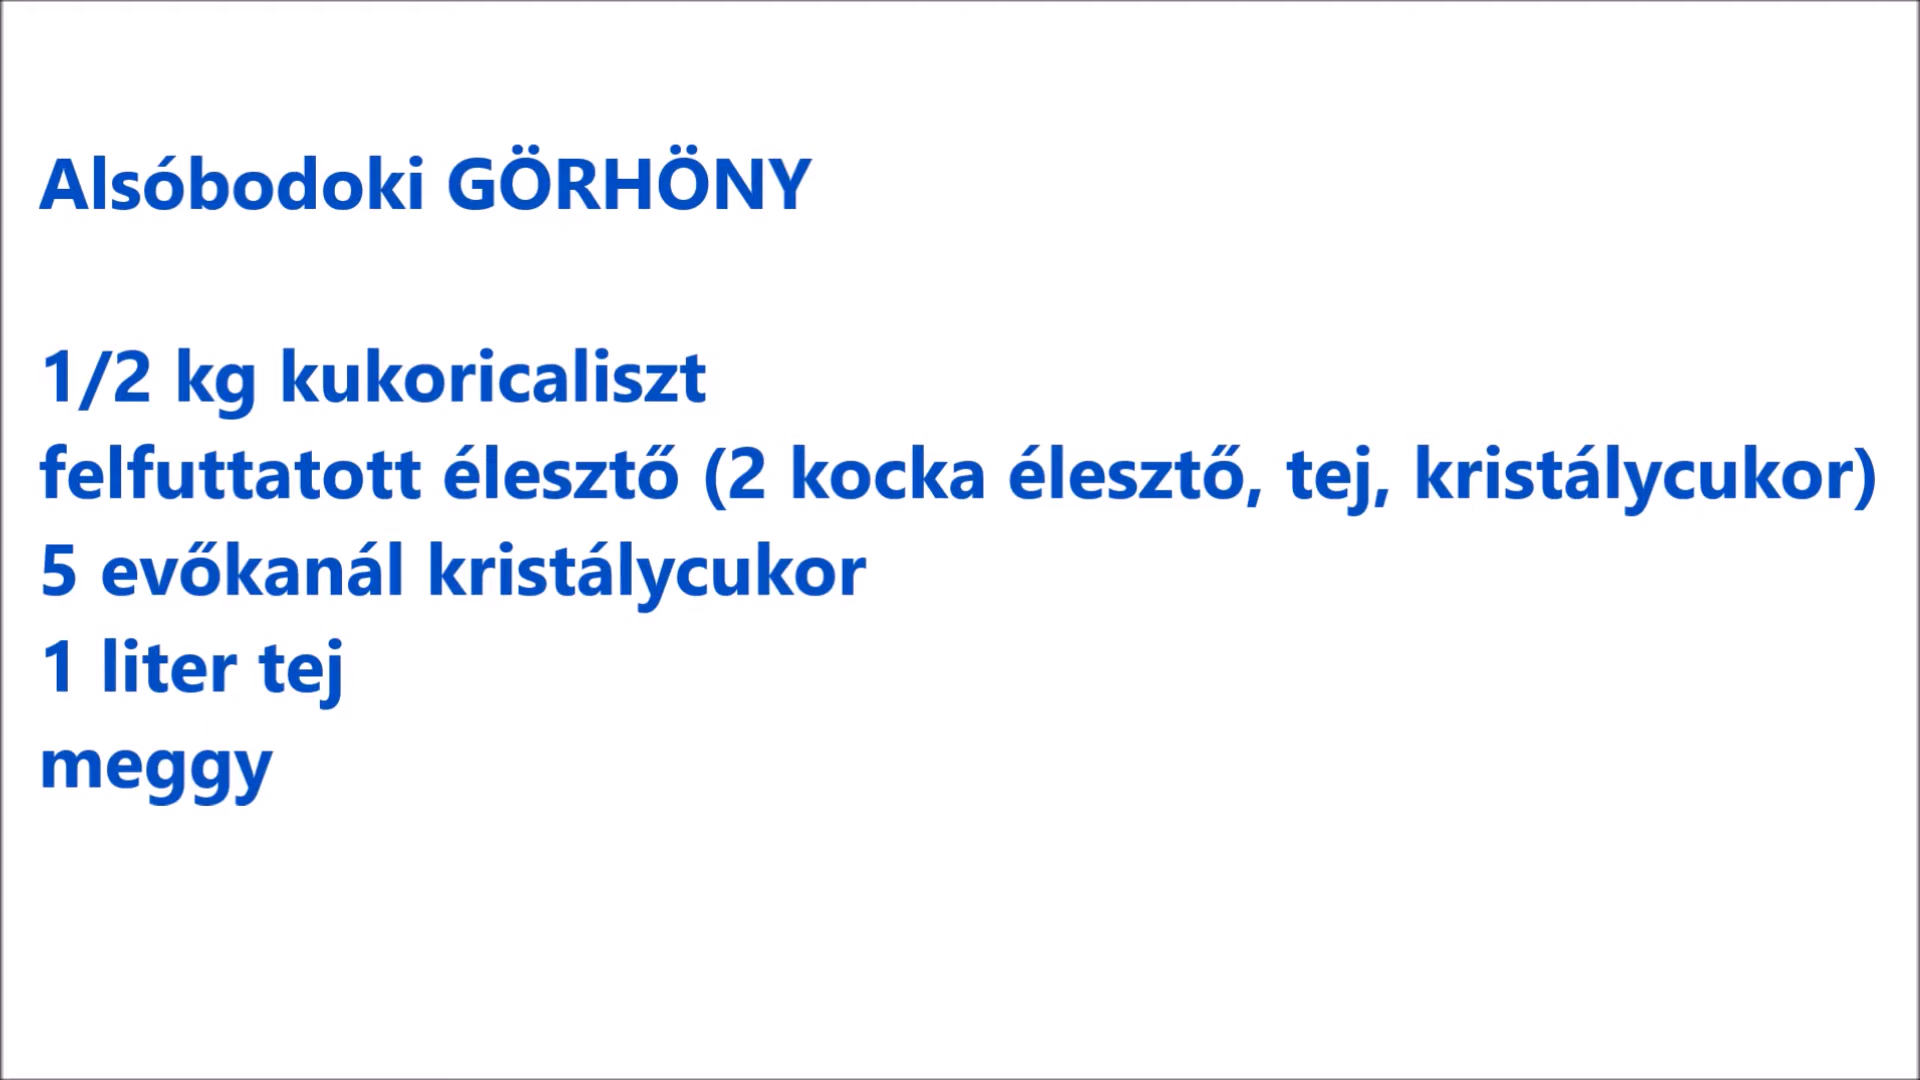 Alsóbodoki GÖRHÖNY
1/2 kg kukoricaliszt
felfuttatott élesztő (2 kocka élesztő, tej, kristálycukor)
5 evőkanál kristálycukor
1 liter tej
meggy